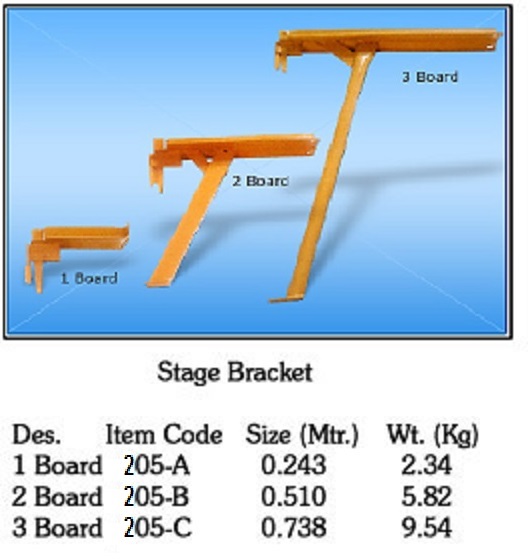 3 Board
2 Board
1 Board
Stage Bracket
Des. Item Code Size (Mtr.) Wt. (Kg)
1 Board 205-A 0.243 2.34
2 Board 205-B 0.510 5.82
3 Board 205-C 0.738 9.54